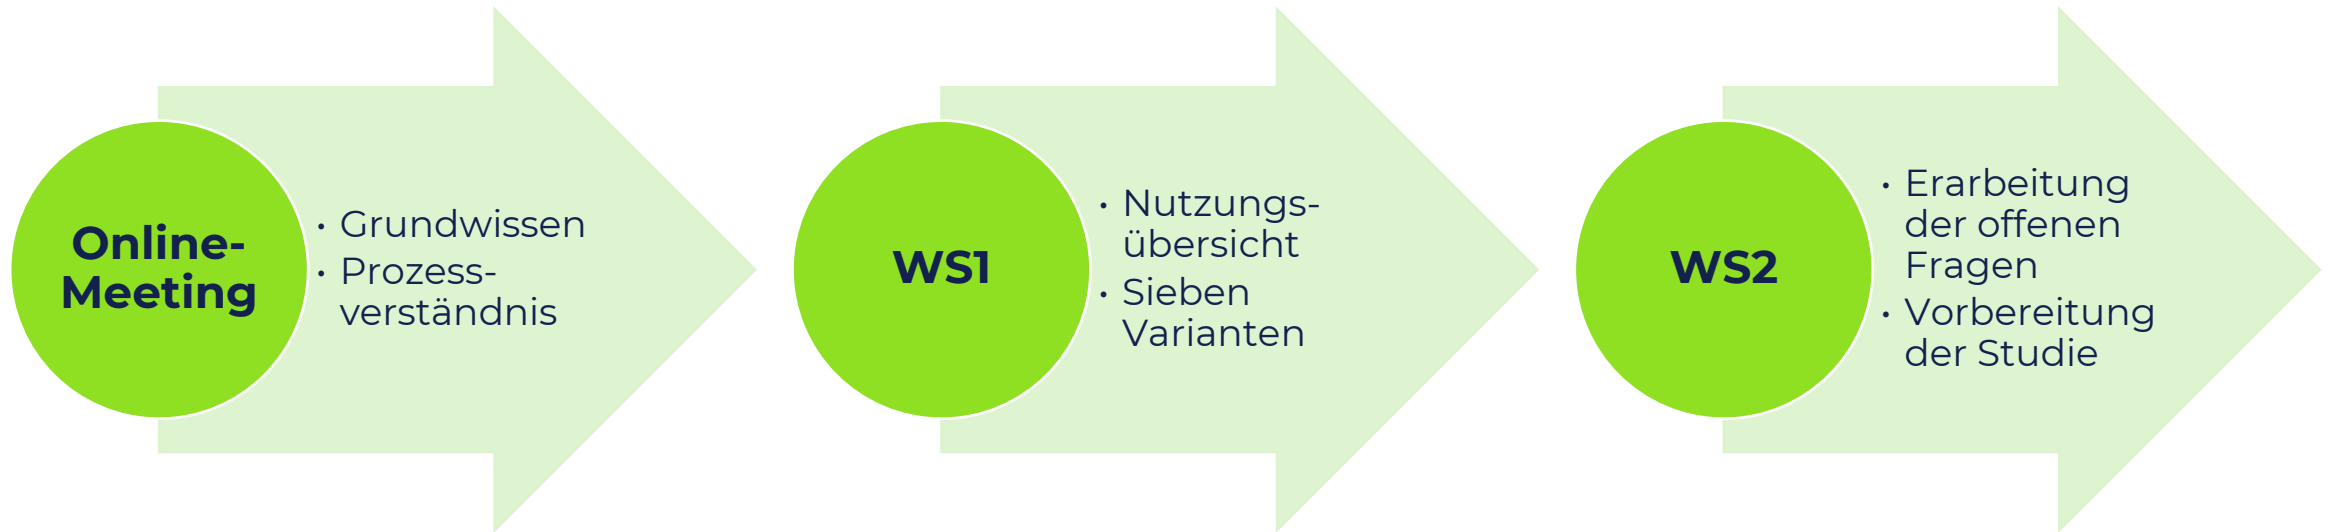 Online-
Meeting
• Grundwissen
• Prozess-
verständnis
WS1
• Nutzungs-
übersicht
• Sieben
Varianten
WS2
• Erarbeitung
der offenen
Fragen
• Vorbereitung
der Studie